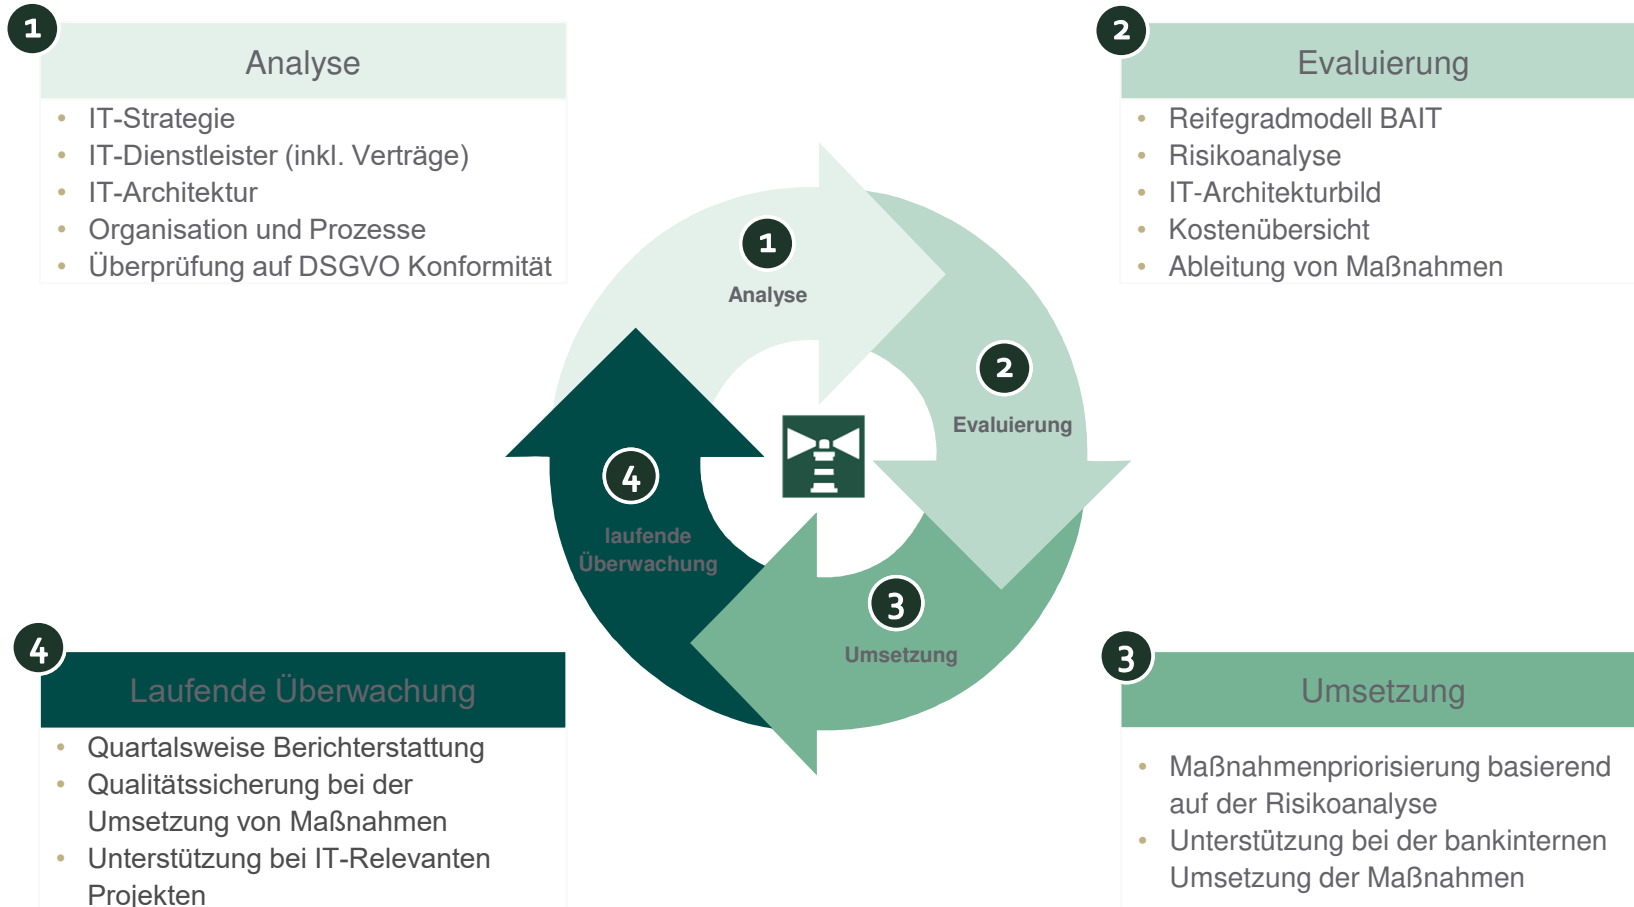 1
Analyse
• IT-Strategie
• IT-Dienstleister (inkl. Verträge)
• IT-Architektur
• Organisation und Prozesse
• Überprüfung auf DSGVO Konformität
2
Evaluierung
• Reifegradmodell BAIT
• Risikoanalyse
• IT-Architekturbild
• Kostenübersicht
• Ableitung von Maßnahmen
1
Analyse
2
Evaluierung
3
Umsetzung
4
laufende
Überwachung
4
Laufende Überwachung
• Quartalsweise Berichterstattung
• Qualitätssicherung bei der
Umsetzung von Maßnahmen
• Unterstützung bei IT-Relevanten
Projekten
3
Umsetzung
• Maßnahmenpriorisierung basierend
auf der Risikoanalyse
• Unterstützung bei der bankinternen
Umsetzung der Maßnahmen